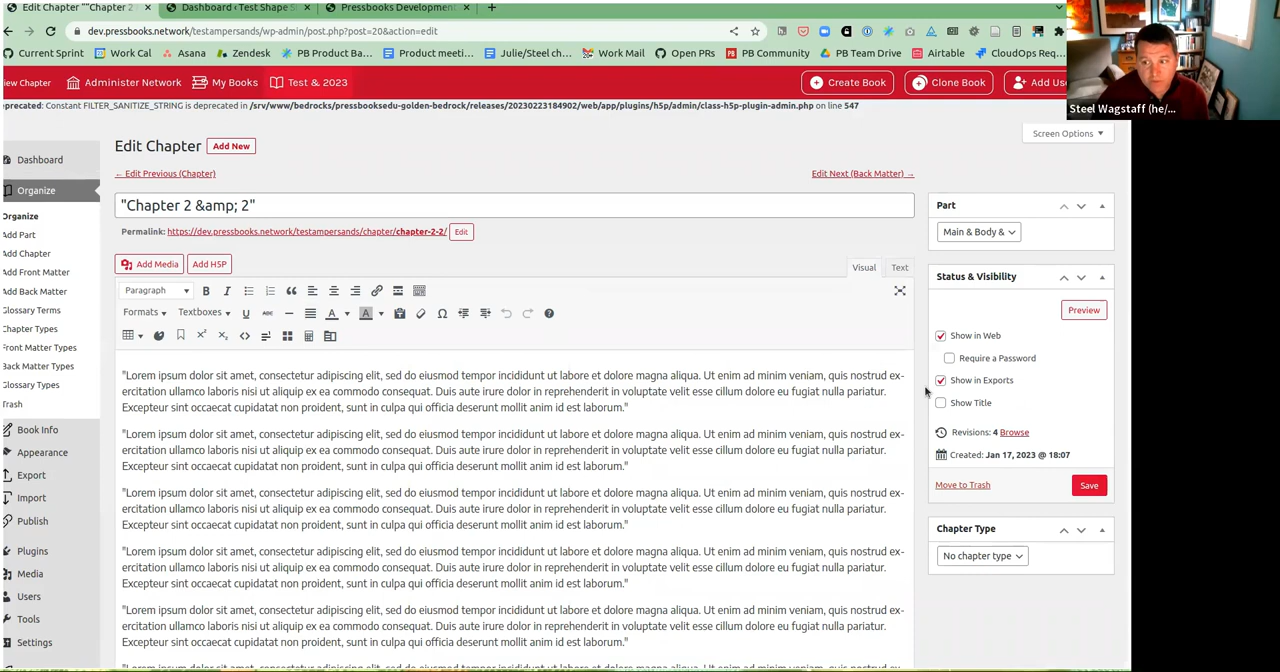 Edit Chapter ""Chapter 2
Dashboard ‹ Test Shape S
Pressbooks Development
dev.pressbooks.network/testampersands/wp-admin/post.php?post=20&action=edit
Current Sprint Work Cal Asana Zendesk PB Product Ba... Product meeti... Julie/Steel ch... Work Mail Open PRs PB Community PB Team Drive Airtable CloudOps Req...
Steel Wagstaff (he/...
iew Chapter Administer Network My Books Test & 2023 Create Book Clone Book Add Use
precated: Constant FILTER_SANITIZE_STRING is deprecated in /srv/www/bedrocks/pressbooksedu-golden-bedrock/releases/20230223184902/web/app/plugins/h5p/admin/class-h5p-plugin-admin.php on line 547
Screen Options
Edit Chapter Add New
← Edit Previous (Chapter) Edit Next (Back Matter) →
"Chapter 2 &amp; 2"
Permalink: https://dev.pressbooks.network/testampersands/chapter/chapter-2-2/ Edit
Add Media Add H5P
Visual Text
Paragraph B I
Formats Textboxes U ABC A A Ω
"Lorem ipsum dolor sit amet, consectetur adipiscing elit, sed do eiusmod tempor incididunt ut labore et dolore magna aliqua. Ut enim ad minim veniam, quis nostrud ex-
ercitation ullamco laboris nisi ut aliquip ex ea commodo consequat. Duis aute irure dolor in reprehenderit in voluptate velit esse cillum dolore eu fugiat nulla pariatur.
Excepteur sint occaecat cupidatat non proident, sunt in culpa qui officia deserunt mollit anim id est laborum."
"Lorem ipsum dolor sit amet, consectetur adipiscing elit, sed do eiusmod tempor incididunt ut labore et dolore magna aliqua. Ut enim ad minim veniam, quis nostrud ex-
ercitation ullamco laboris nisi ut aliquip ex ea commodo consequat. Duis aute irure dolor in reprehenderit in voluptate velit esse cillum dolore eu fugiat nulla pariatur.
Excepteur sint occaecat cupidatat non proident, sunt in culpa qui officia deserunt mollit anim id est laborum."
"Lorem ipsum dolor sit amet, consectetur adipiscing elit, sed do eiusmod tempor incididunt ut labore et dolore magna aliqua. Ut enim ad minim veniam, quis nostrud ex-
ercitation ullamco laboris nisi ut aliquip ex ea commodo consequat. Duis aute irure dolor in reprehenderit in voluptate velit esse cillum dolore eu fugiat nulla pariatur.
Excepteur sint occaecat cupidatat non proident, sunt in culpa qui officia deserunt mollit anim id est laborum."
"Lorem ipsum dolor sit amet, consectetur adipiscing elit, sed do eiusmod tempor incididunt ut labore et dolore magna aliqua. Ut enim ad minim veniam, quis nostrud ex-
ercitation ullamco laboris nisi ut aliquip ex ea commodo consequat. Duis aute irure dolor in reprehenderit in voluptate velit esse cillum dolore eu fugiat nulla pariatur.
Excepteur sint occaecat cupidatat non proident, sunt in culpa qui officia deserunt mollit anim id est laborum."
"Lorem ipsum dolor sit amet, consectetur adipiscing elit, sed do eiusmod tempor incididunt ut labore et dolore magna aliqua. Ut enim ad minim veniam, quis nostrud ex-
ercitation ullamco laboris nisi ut aliquip ex ea commodo consequat. Duis aute irure dolor in reprehenderit in voluptate velit esse cillum dolore eu fugiat nulla pariatur.
Excepteur sint occaecat cupidatat non proident, sunt in culpa qui officia deserunt mollit anim id est laborum."
Dashboard
Organize
Organize
Add Part
Add Chapter
Add Front Matter
Add Back Matter
Glossary Terms
Chapter Types
Front Matter Types
Back Matter Types
Glossary Types
Trash
Book Info
Appearance
Export
Import
Publish
Plugins
Media
Users
Tools
Settings
Part
Main & Body &
Status & Visibility
Preview
Show in Web
Require a Password
Show in Exports
Show Title
Revisions: 4 Browse
Created: Jan 17, 2023 @ 18:07
Move to Trash Save
Chapter Type
No chapter type